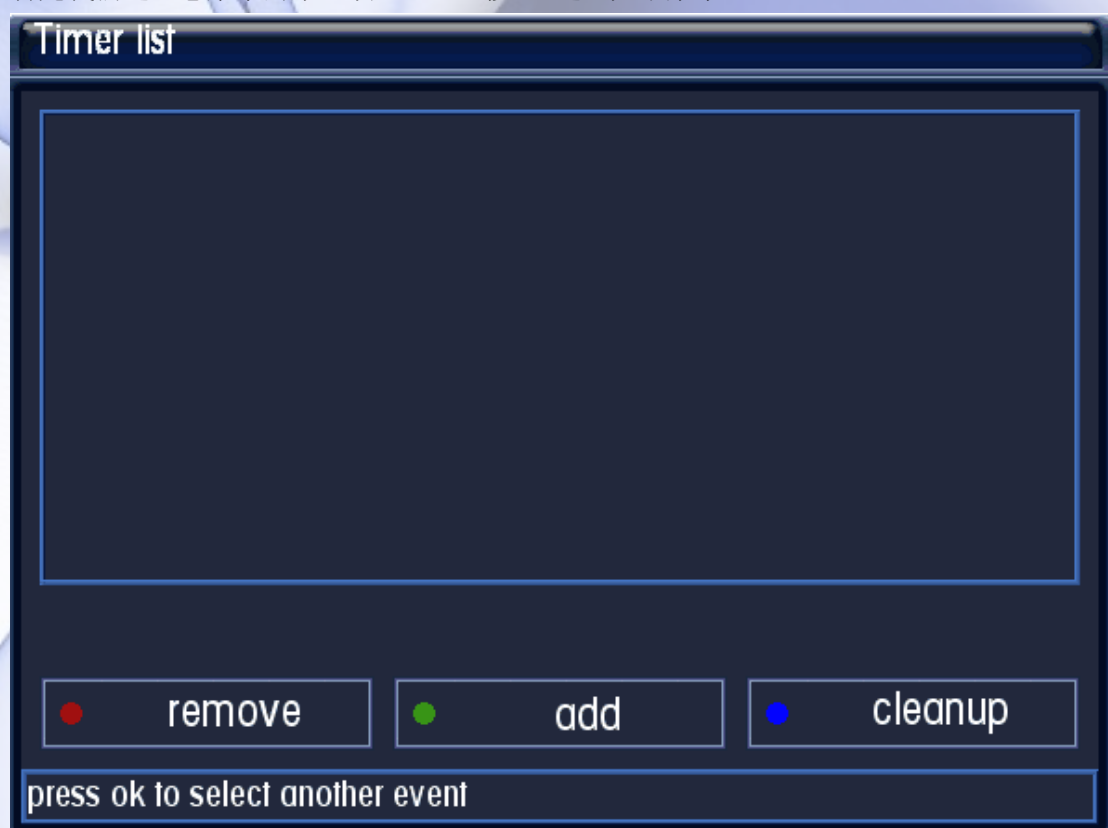 Timer list
remove
add
cleanup
press ok to select another event